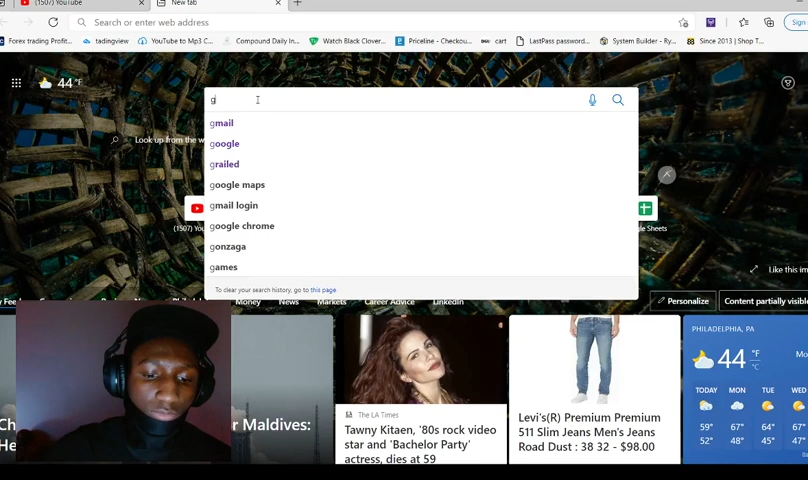 (1507) YouTube
New tab
Search or enter web address
Sign
Forex trading Profit...
tadingview
YouTube to Mp3 C...
Compound Daily In...
Watch Black Clover...
Priceline - Checkou...
cart
LastPass password...
System Builder - Ry...
Since 2013 | Shop T...
44 °F
g
Look up from the w
gmail
google
grailed
google maps
gmail login
google chrome
gonzaga
games
To clear your search history, go to this page
(1507) You
gle Sheets
Like this im
y Feed
Money
News
Markets
Career Advice
LinkedIn
Personalize
Content partially visible
r Maldives:
The LA Times
Tawny Kitaen, '80s rock video
star and 'Bachelor Party'
actress, dies at 59
Levi's(R) Premium Premium
511 Slim Jeans Men's Jeans
Road Dust : 38 32 - $98.00
PHILADELPHIA, PA
44 °F
°C
Mo
TODAY MON TUE WED
59° 67° 64° 67°
52° 48° 45° 47°